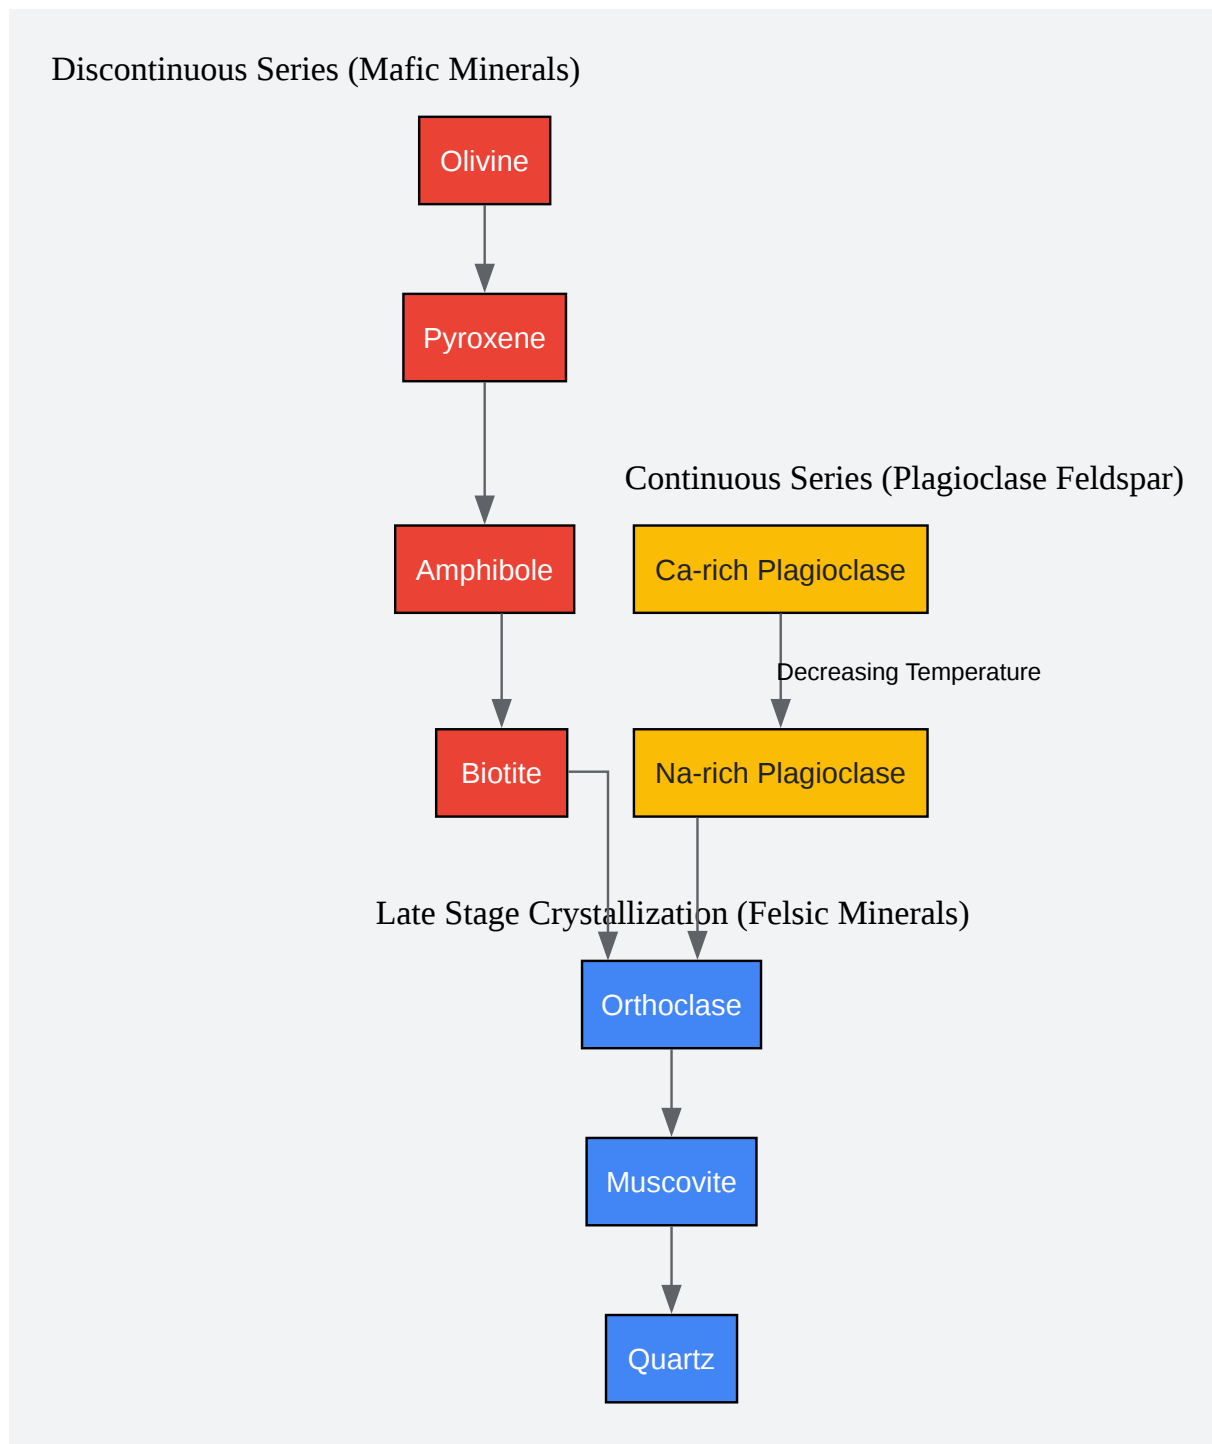 Discontinuous Series (Mafic Minerals)
Olivine
Pyroxene
Continuous Series (Plagioclase Feldspar)
Amphibole
Ca-rich Plagioclase
Decreasing Temperature
Biotite
Na-rich Plagioclase
Late Stage Crystallization (Felsic Minerals)
Orthoclase
Muscovite
Quartz